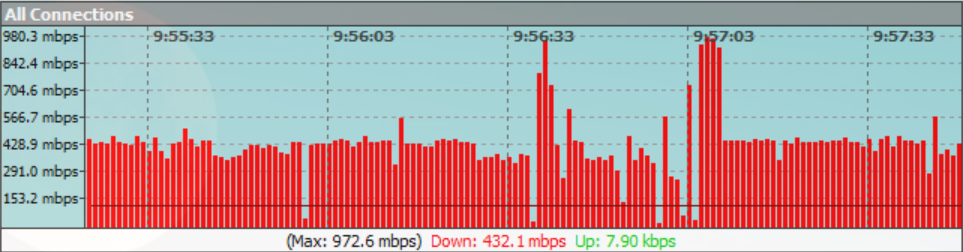 All Connections
980.3 mbps
9:55:33 9:56:03 9:56:33 9:57:03 9:57:33
842.4 mbps
704.6 mbps
566.7 mbps
428.9 mbps
291.0 mbps
153.2 mbps
(Max: 972.6 mbps) Down: 432.1 mbps Up: 7.90 kbps